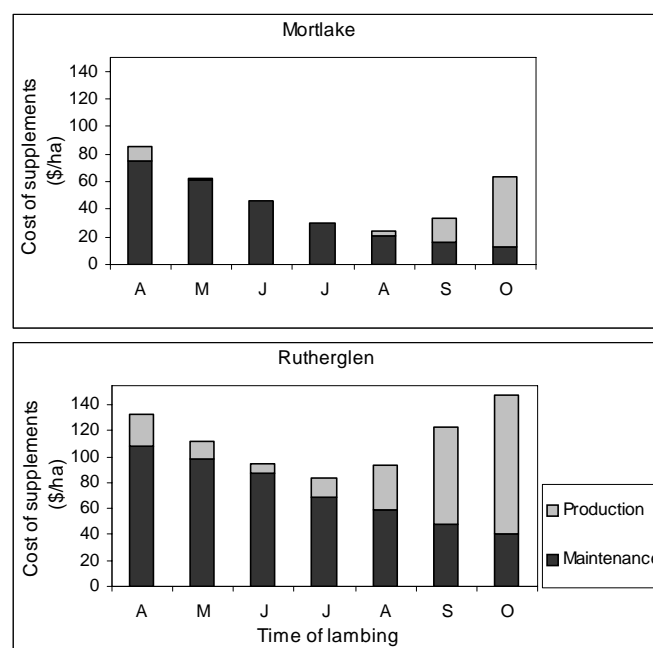 Mortlake
Cost of supplements
($/ha)
140
120
100
80
60
40
20
0
A M J J A S O
Rutherglen
Cost of supplements
($/ha)
140
120
100
80
60
40
20
0
A M J J A S O
Time of lambing
Production
Maintenance